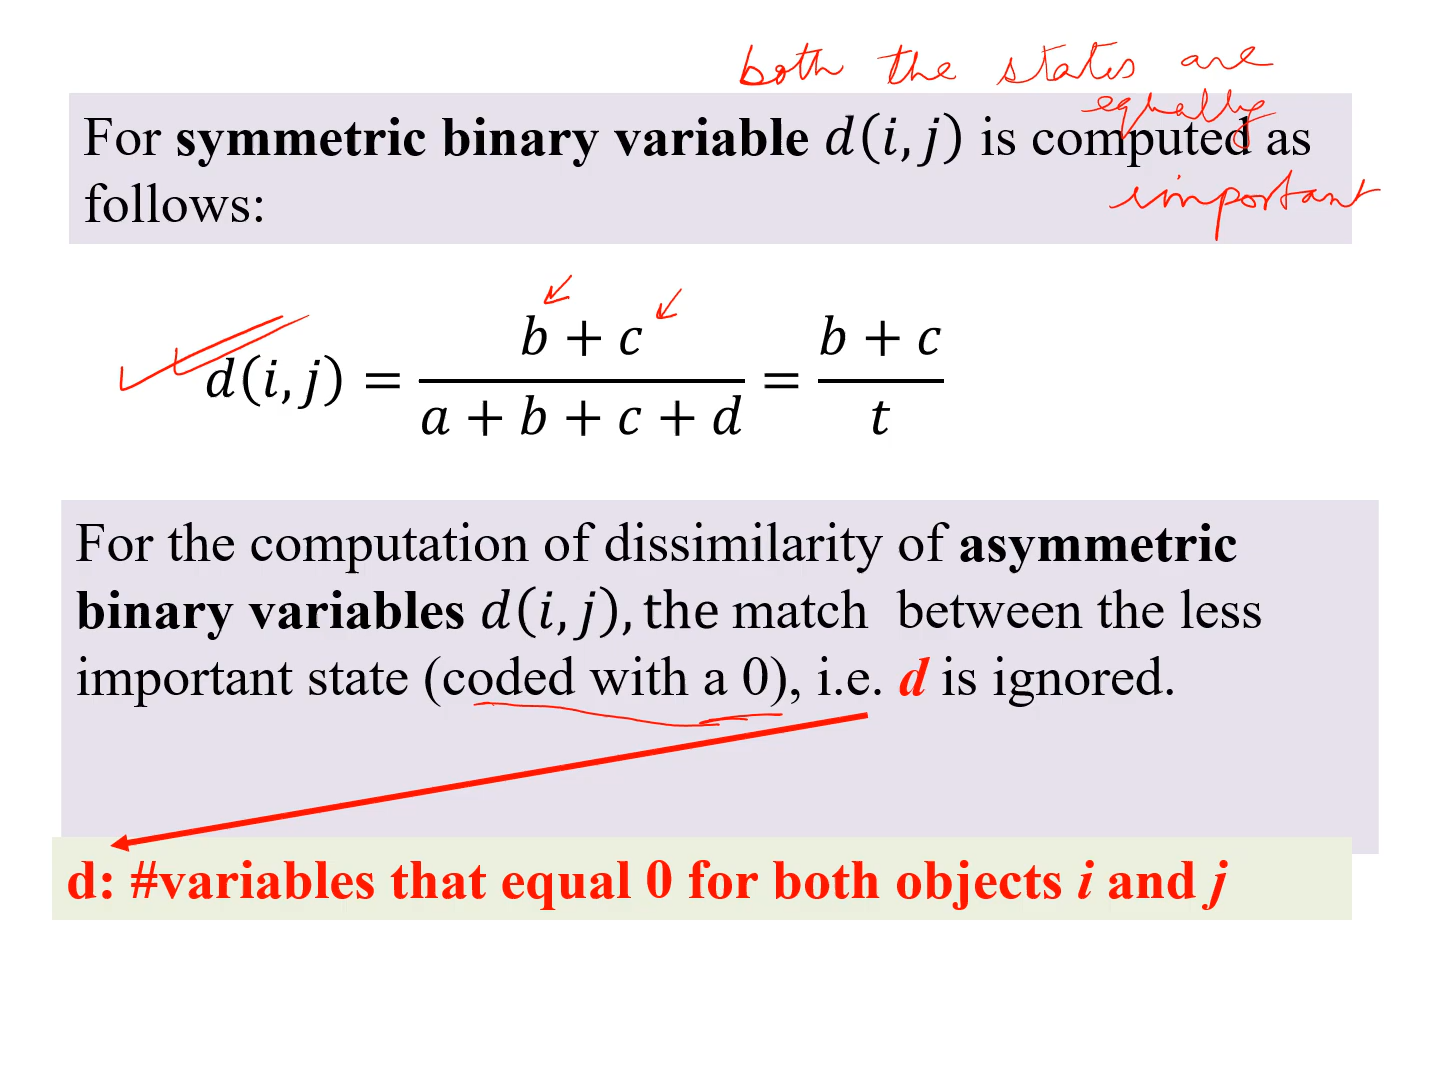 both the states are
equally
For symmetric binary variable d(i, j) is computed as
important
follows:
d(i, j) = b + c / a + b + c + d = b + c / t
For the computation of dissimilarity of asymmetric
binary variables d(i, j), the match between the less
important state (coded with a 0), i.e. d is ignored.
d: #variables that equal 0 for both objects i and j